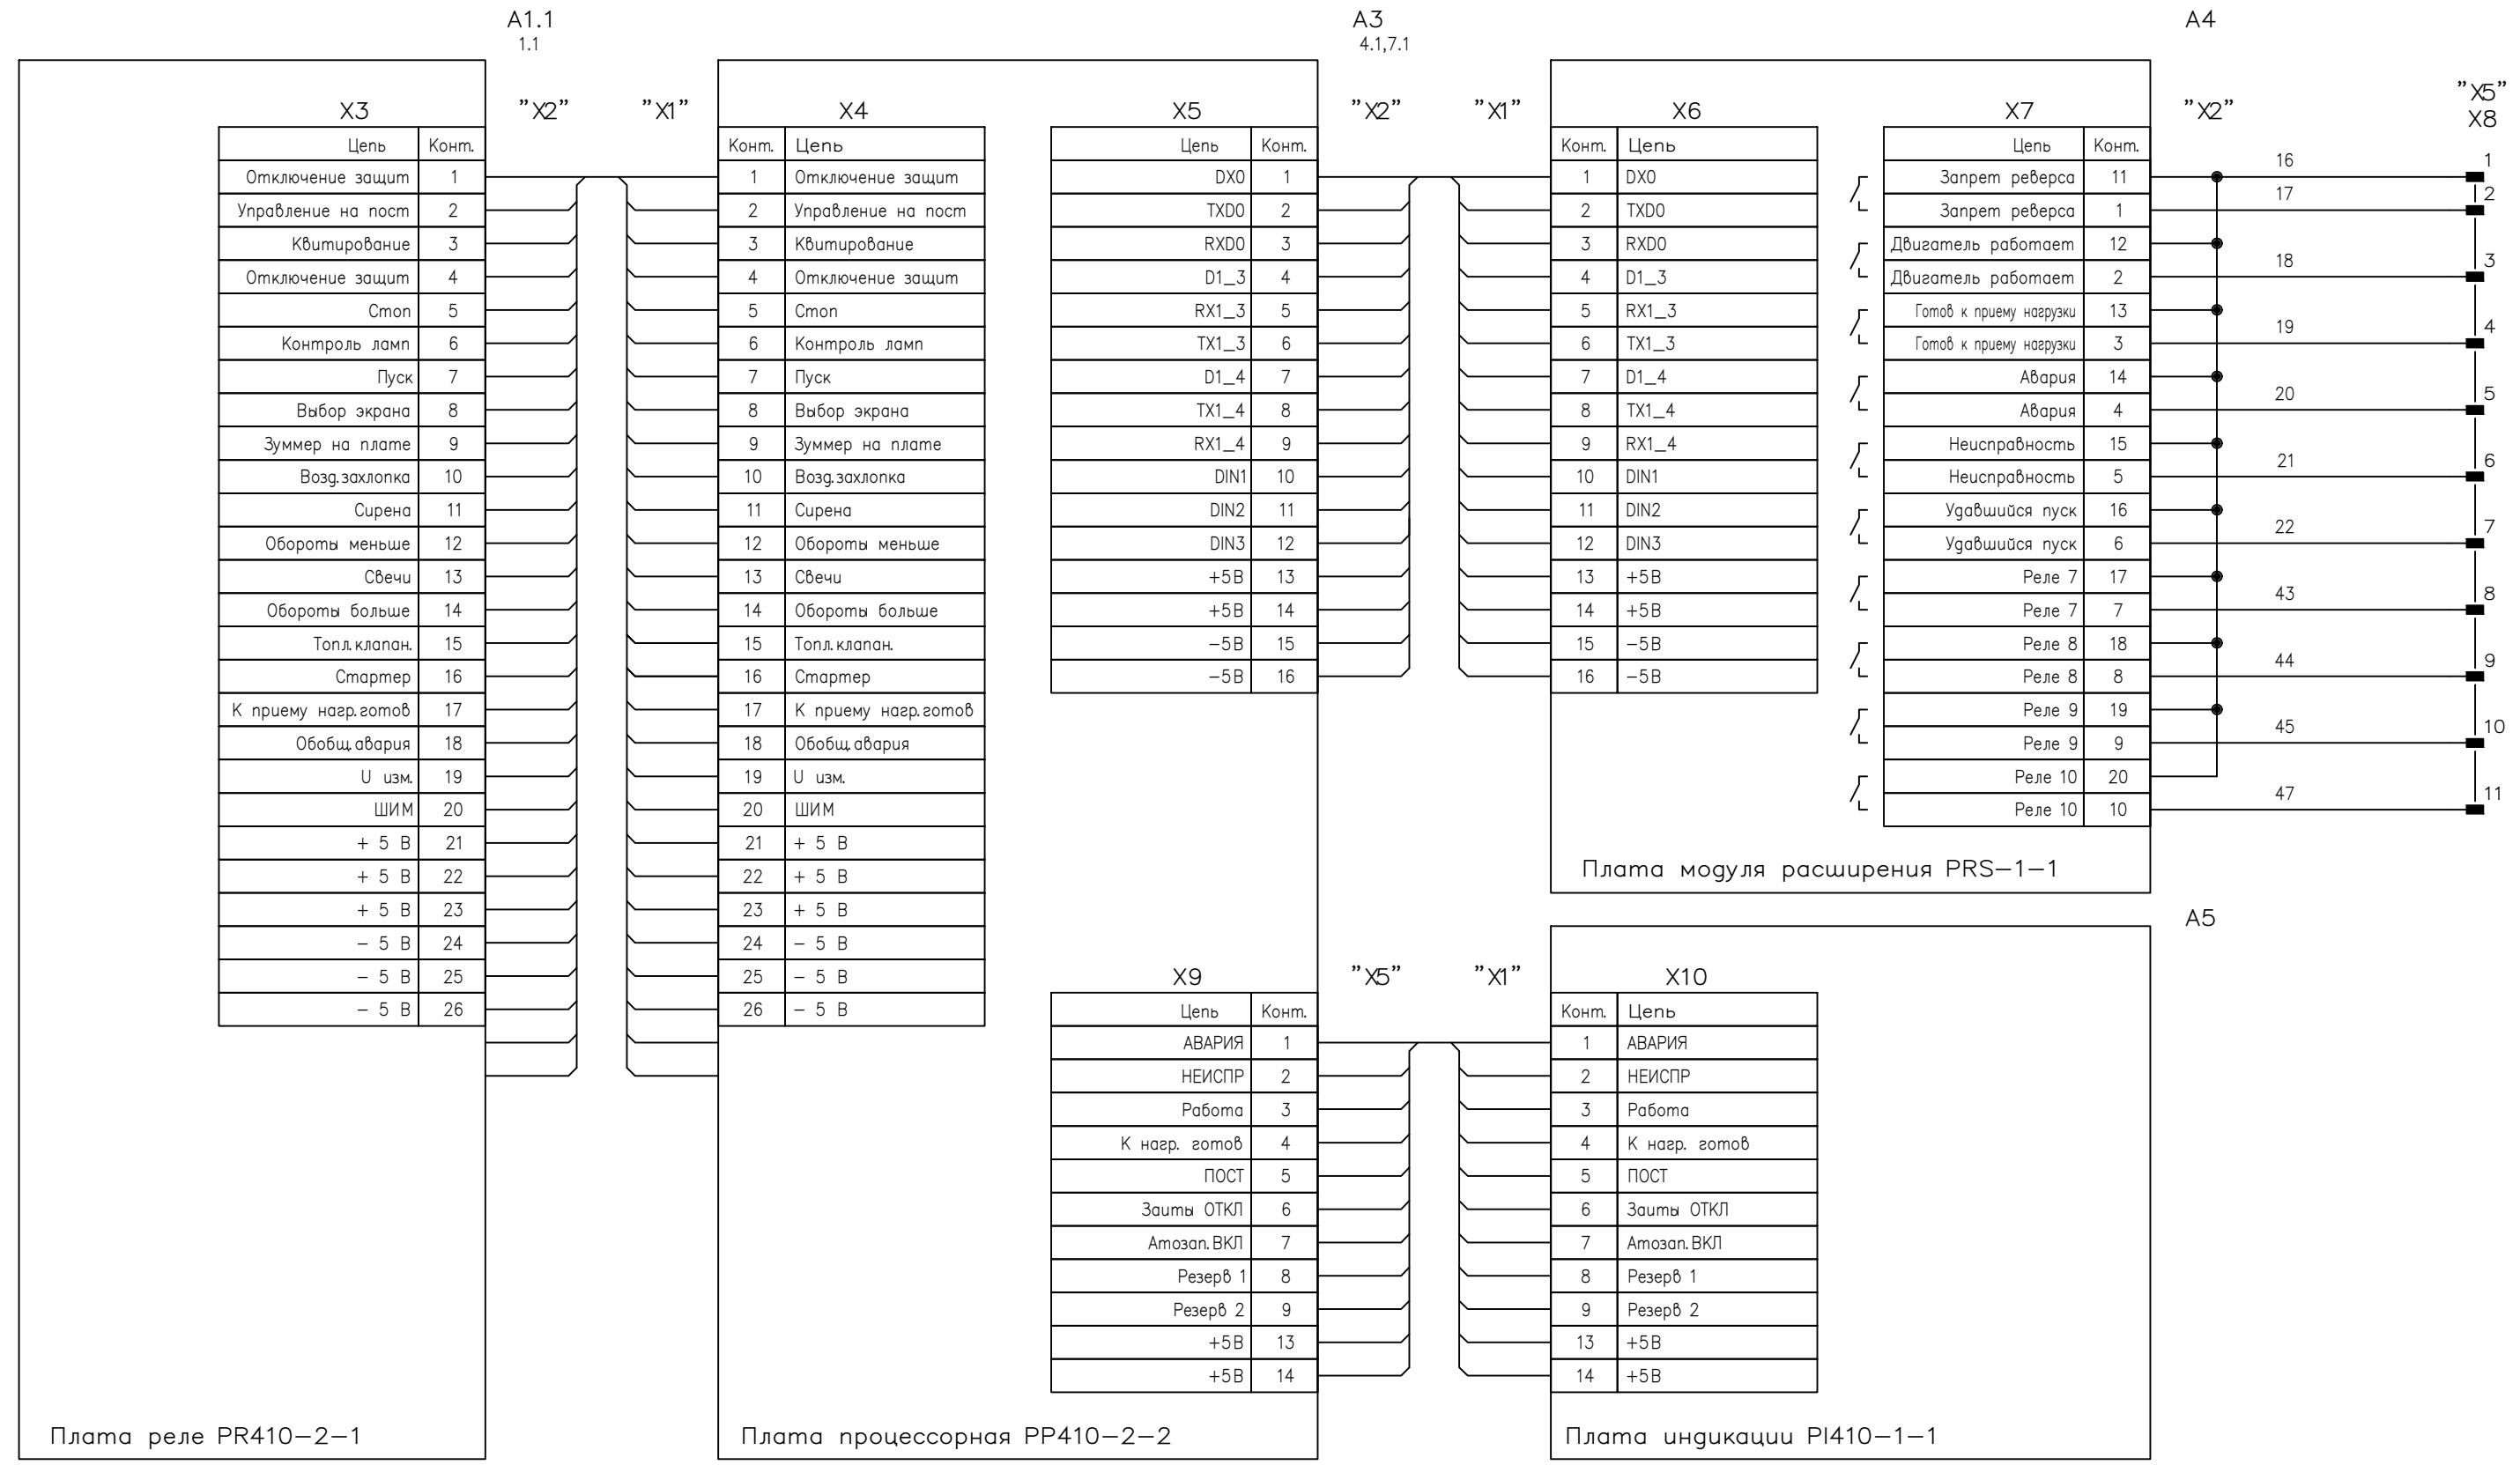 А1.1
1.1
А3
4.1,7.1
А4
"X5"
X8
X3
"X2"
"X1"
X4
X5
"X2"
"X1"
X6
X7
"X2"
Цепь Конт.
Отключение защит 1
Управление на пост 2
Квитирование 3
Отключение защит 4
Стоп 5
Контроль ламп 6
Пуск 7
Выбор экрана 8
Зуммер на плате 9
Возд.захлопка 10
Сирена 11
Обороты меньше 12
Свечи 13
Обороты больше 14
Топл.клапан. 15
Стартер 16
К приему нагр.готов 17
Обобщ.авария 18
U изм. 19
ШИМ 20
+ 5 В 21
+ 5 В 22
+ 5 В 23
– 5 В 24
– 5 В 25
– 5 В 26
Плата реле PR410–2–1
Конт. Цепь
1 Отключение защит
2 Управление на пост
3 Квитирование
4 Отключение защит
5 Стоп
6 Контроль ламп
7 Пуск
8 Выбор экрана
9 Зуммер на плате
10 Возд.захлопка
11 Сирена
12 Обороты меньше
13 Свечи
14 Обороты больше
15 Топл.клапан.
16 Стартер
17 К приему нагр.готов
18 Обобщ.авария
19 U изм.
20 ШИМ
21 + 5 В
22 + 5 В
23 + 5 В
24 – 5 В
25 – 5 В
26 – 5 В
Цепь Конт.
DX0 1
TXD0 2
RXD0 3
D1_3 4
RX1_3 5
TX1_3 6
D1_4 7
TX1_4 8
RX1_4 9
DIN1 10
DIN2 11
DIN3 12
+5В 13
+5В 14
–5В 15
–5В 16
Конт. Цепь
1 DX0
2 TXD0
3 RXD0
4 D1_3
5 RX1_3
6 TX1_3
7 D1_4
8 TX1_4
9 RX1_4
10 DIN1
11 DIN2
12 DIN3
13 +5В
14 +5В
15 –5В
16 –5В
Цепь Конт.
Запрет реверса 11 16 1
Запрет реверса 1 17 2
Двигатель работает 12
Двигатель работает 2 18 3
Готов к приему нагрузки 13
Готов к приему нагрузки 3 19 4
Авария 14
Авария 4 20 5
Неисправность 15
Неисправность 5 21 6
Удавшийся пуск 16
Удавшийся пуск 6 22 7
Реле 7 17
Реле 7 7 43 8
Реле 8 18
Реле 8 8 44 9
Реле 9 19
Реле 9 9 45 10
Реле 10 20
Реле 10 10 47 11
Плата модуля расширения PRS–1–1
А5
X9
"X5"
"X1"
X10
Цепь Конт.
АВАРИЯ 1
НЕИСПР 2
Работа 3
К нагр. готов 4
ПОСТ 5
Заиты ОТКЛ 6
Атозап.ВКЛ 7
Резерв 1 8
Резерв 2 9
+5В 13
+5В 14
Плата процессорная PP410–2–2
Конт. Цепь
1 АВАРИЯ
2 НЕИСПР
3 Работа
4 К нагр. готов
5 ПОСТ
6 Заиты ОТКЛ
7 Атозап.ВКЛ
8 Резерв 1
9 Резерв 2
13 +5В
14 +5В
Плата индикации PI410–1–1